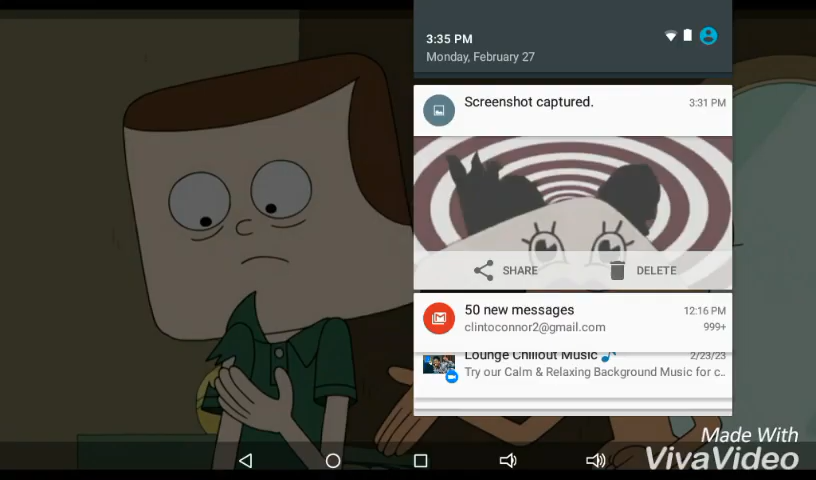 3:35 PM
Monday, February 27
Screenshot captured.
3:31 PM
SHARE
DELETE
50 new messages
12:16 PM
clintoconnor2@gmail.com
999+
Lounge Chillout Music 🎵
2/23/23
Try our Calm & Relaxing Background Music for c..
Made With
VivaVideo